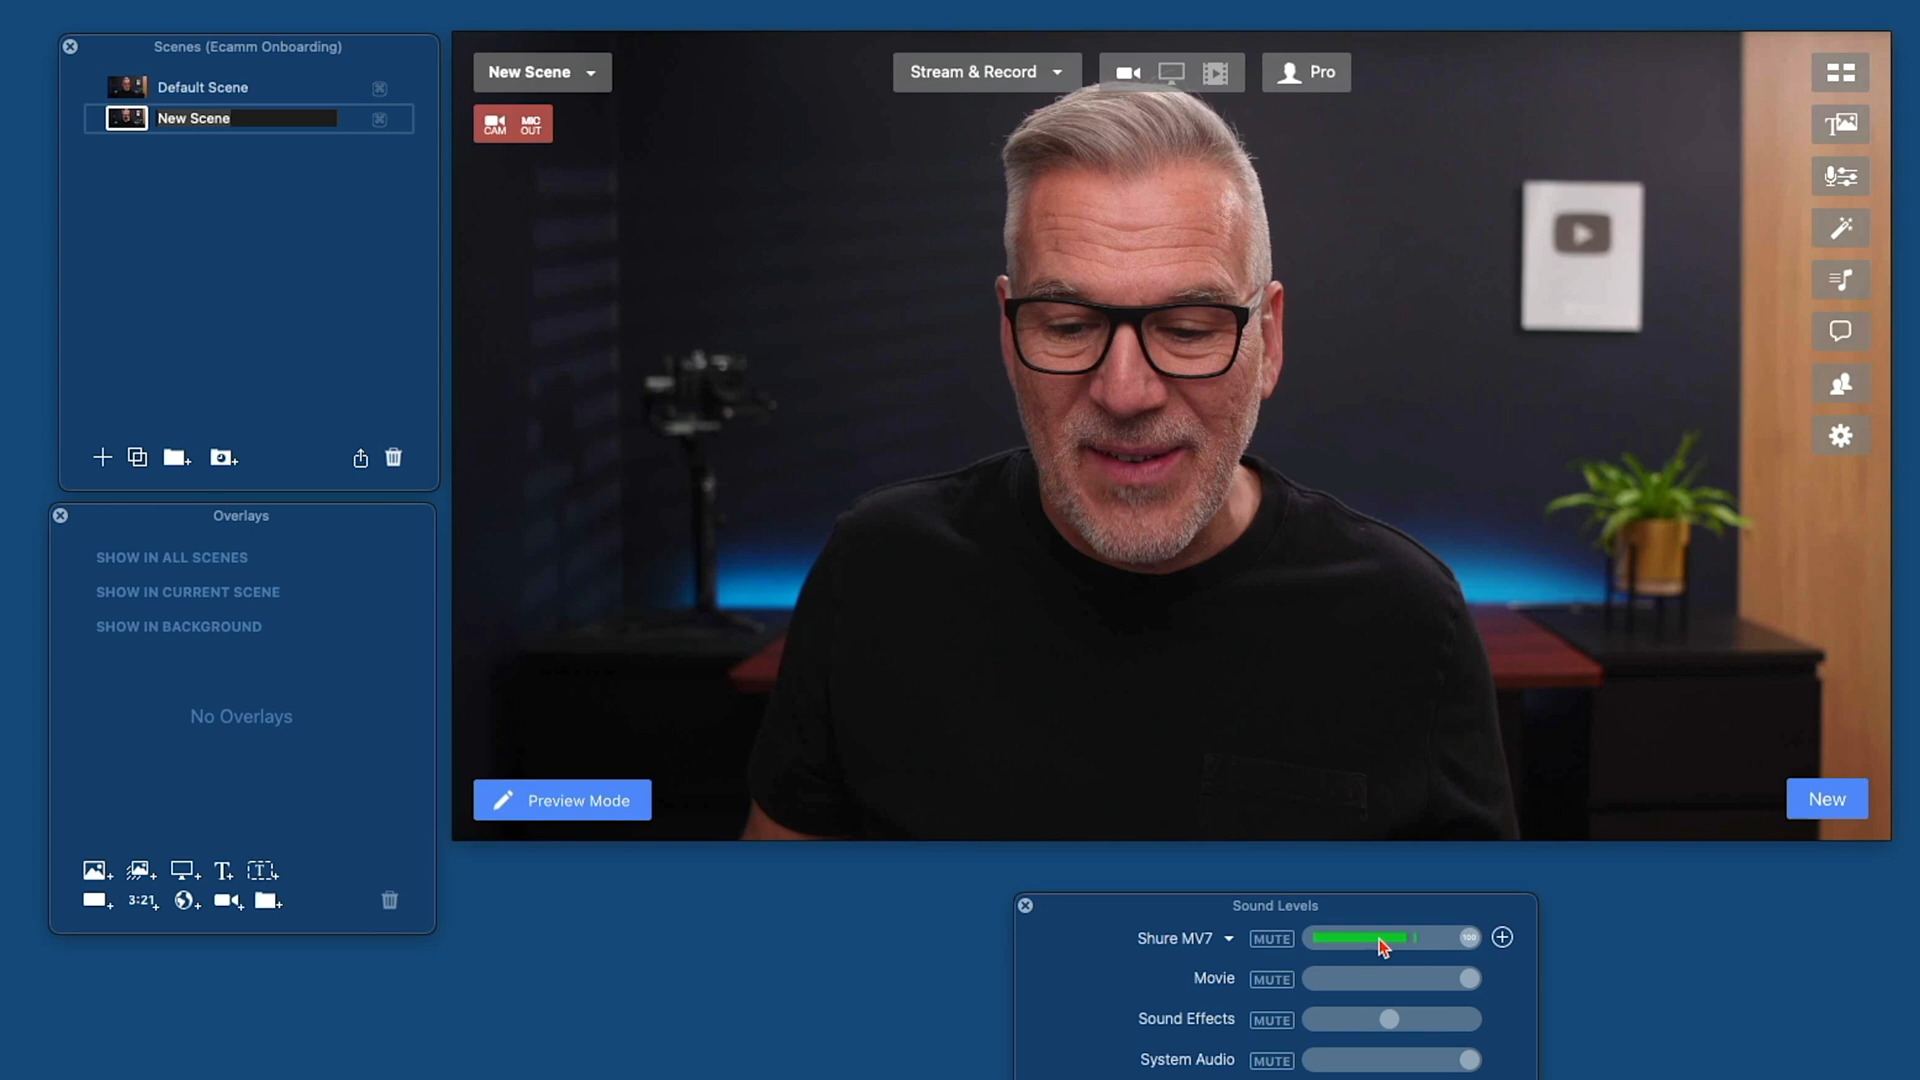 Scenes (Ecamm Onboarding)
Default Scene
New Scene
New Scene
Stream & Record
Pro
CAM
MIC
OUT
Overlays
SHOW IN ALL SCENES
SHOW IN CURRENT SCENE
SHOW IN BACKGROUND
No Overlays
T
T
T
3:21
Preview Mode
New
Sound Levels
Shure MV7
MUTE
100
Movie
MUTE
Sound Effects
MUTE
System Audio
MUTE